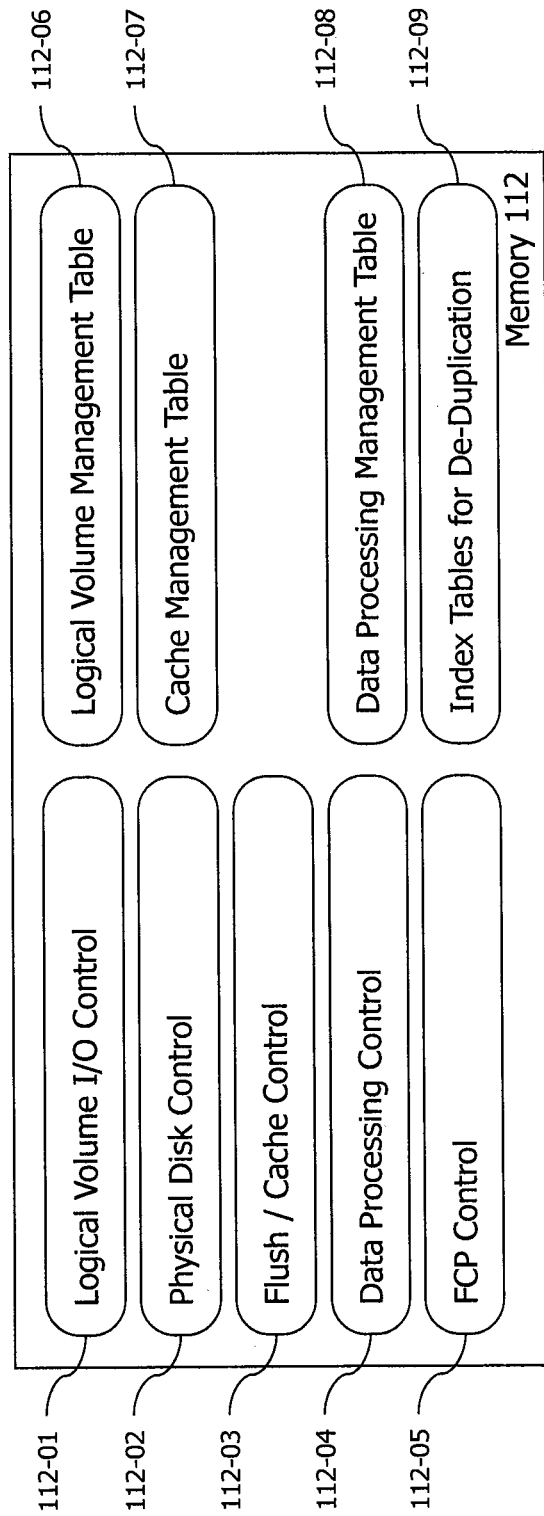 112-01
Logical Volume I/O Control
112-02
Physical Disk Control
112-03
Flush / Cache Control
112-04
Data Processing Control
112-05
FCP Control
Logical Volume Management Table
112-06
Cache Management Table
112-07
Data Processing Management Table
112-08
Index Tables for De-Duplication
112-09
Memory 112